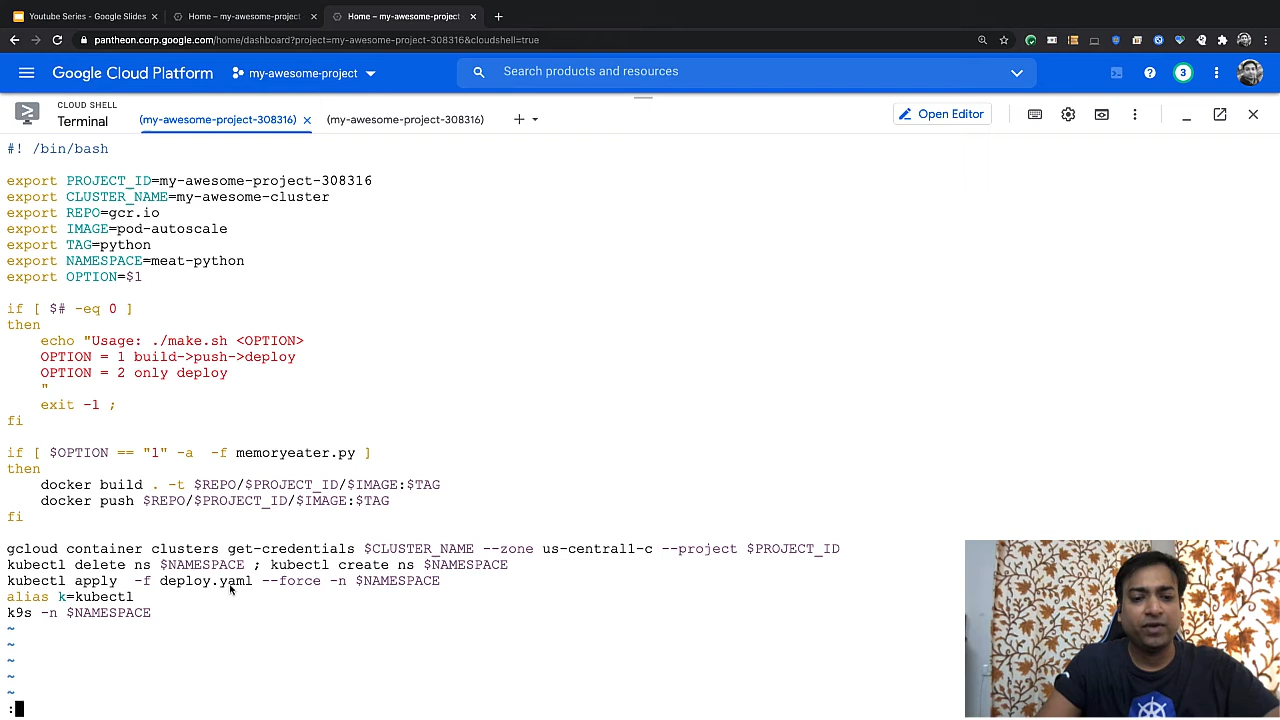 Youtube Series - Google Slides
Home – my-awesome-project
Home – my-awesome-project
pantheon.corp.google.com/home/dashboard?project=my-awesome-project-308316&cloudshell=true
Google Cloud Platform
my-awesome-project
Search products and resources
3
CLOUD SHELL
Terminal
(my-awesome-project-308316)
(my-awesome-project-308316)
Open Editor
#! /bin/bash
export PROJECT_ID=my-awesome-project-308316
export CLUSTER_NAME=my-awesome-cluster
export REPO=gcr.io
export IMAGE=pod-autoscale
export TAG=python
export NAMESPACE=meat-python
export OPTION=$1
if [ $# -eq 0 ]
then
echo "Usage: ./make.sh <OPTION>
OPTION = 1 build->push->deploy
OPTION = 2 only deploy
"
exit -1 ;
fi
if [ $OPTION == "1" -a  -f memoryeater.py ]
then
docker build . -t $REPO/$PROJECT_ID/$IMAGE:$TAG
docker push $REPO/$PROJECT_ID/$IMAGE:$TAG
fi
gcloud container clusters get-credentials $CLUSTER_NAME --zone us-central1-c --project $PROJECT_ID
kubectl delete ns $NAMESPACE ; kubectl create ns $NAMESPACE
kubectl apply  -f deploy.yaml --force -n $NAMESPACE
alias k=kubectl
k9s -n $NAMESPACE
~
~
~
~
~
: